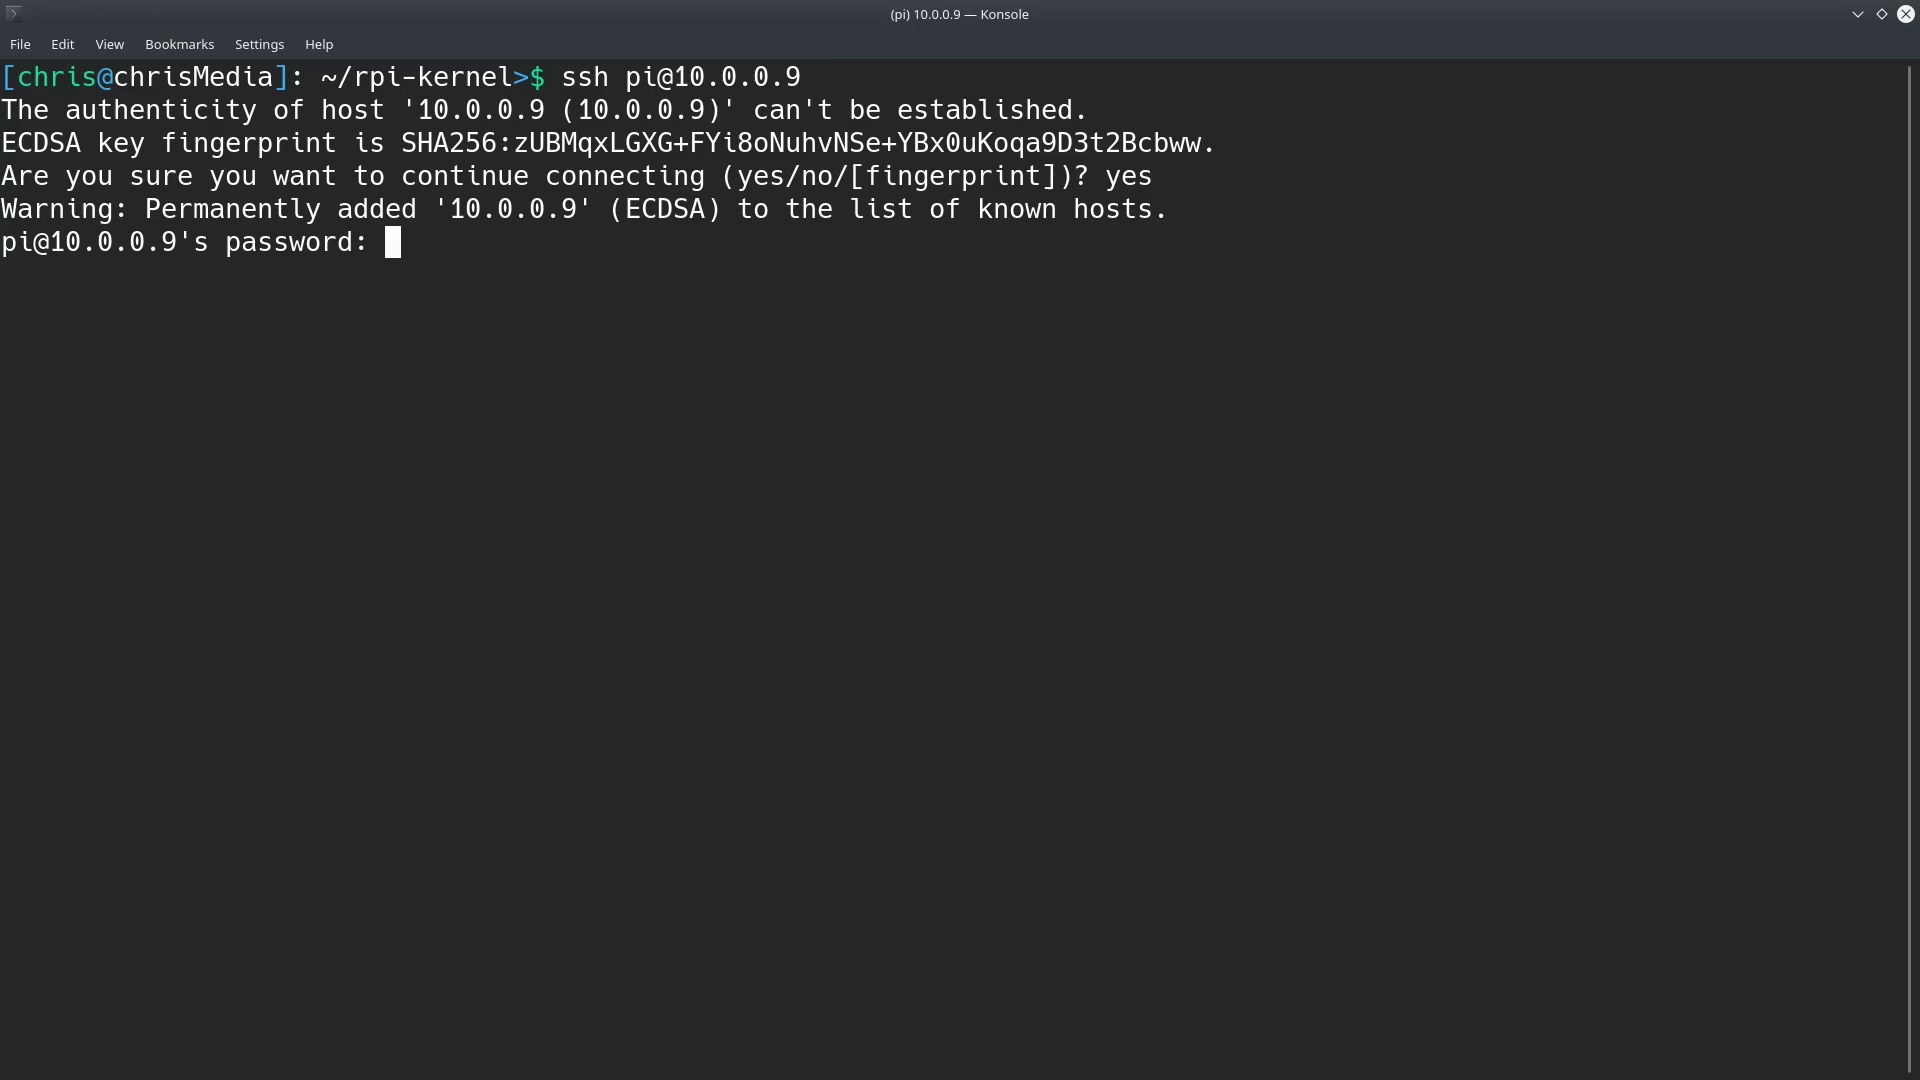 (pi) 10.0.0.9 — Konsole
File Edit View Bookmarks Settings Help
[chris@chrisMedia]: ~/rpi-kernel>$ ssh pi@10.0.0.9
The authenticity of host '10.0.0.9 (10.0.0.9)' can't be established.
ECDSA key fingerprint is SHA256:zUBMqxLGXG+FYi8oNuhvNSe+YBx0uKoqa9D3t2Bcbww.
Are you sure you want to continue connecting (yes/no/[fingerprint])? yes
Warning: Permanently added '10.0.0.9' (ECDSA) to the list of known hosts.
pi@10.0.0.9's password: